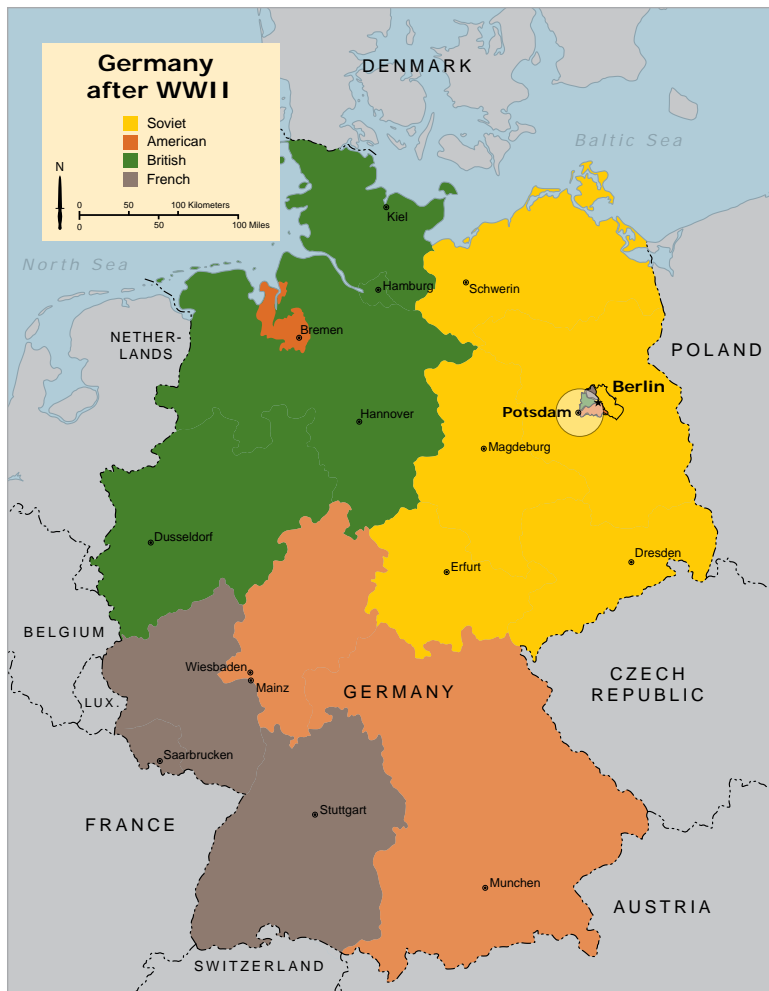 Germany
after WWII
Soviet
American
British
French
N
0 50 100 Kilometers
0 50 100 Miles
DENMARK
Baltic Sea
North Sea
Kiel
Hamburg
Schwerin
Bremen
NETHER-
LANDS
POLAND
Berlin
Potsdam
Hannover
Magdeburg
Dusseldorf
Erfurt
Dresden
BELGIUM
Wiesbaden
Mainz
LUX.
GERMANY
CZECH
REPUBLIC
Saarbrucken
Stuttgart
FRANCE
Munchen
AUSTRIA
SWITZERLAND